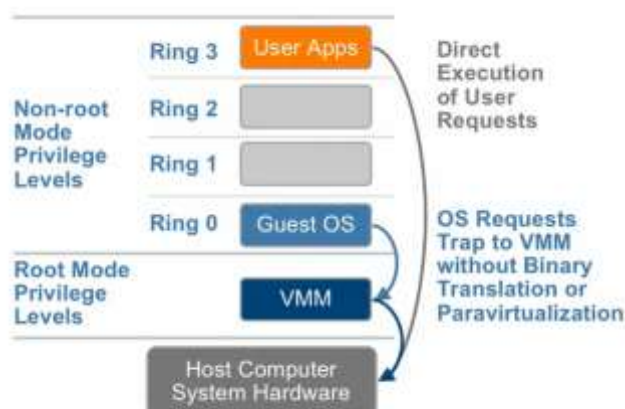 Ring 3
User Apps
Direct
Execution
of User
Requests
Non-root
Mode
Privilege
Levels
Ring 2
Ring 1
Ring 0
Guest OS
OS Requests
Trap to VMM
without Binary
Translation or
Paravirtualization
Root Mode
Privilege
Levels
VMM
Host Computer
System Hardware